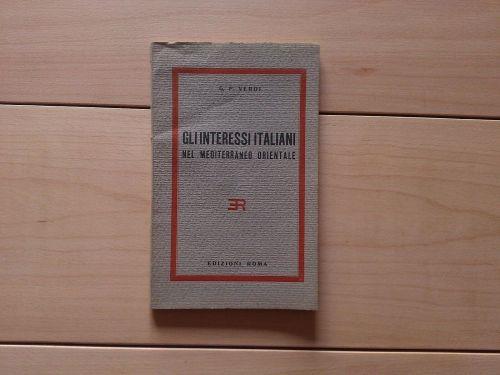 G. P. VERDI
GLI INTERESSI ITALIANI
NEL MEDITERRANEO ORIENTALE
ER
EDIZIONI ROMA